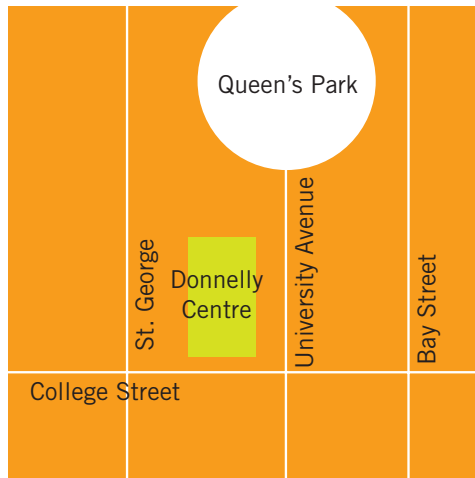 Queen’s Park
St. George
Donnelly
Centre
University Avenue
Bay Street
College Street